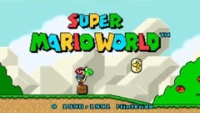 SUPER
MARIO WORLD TM
© 1990, 1991 Nintendo